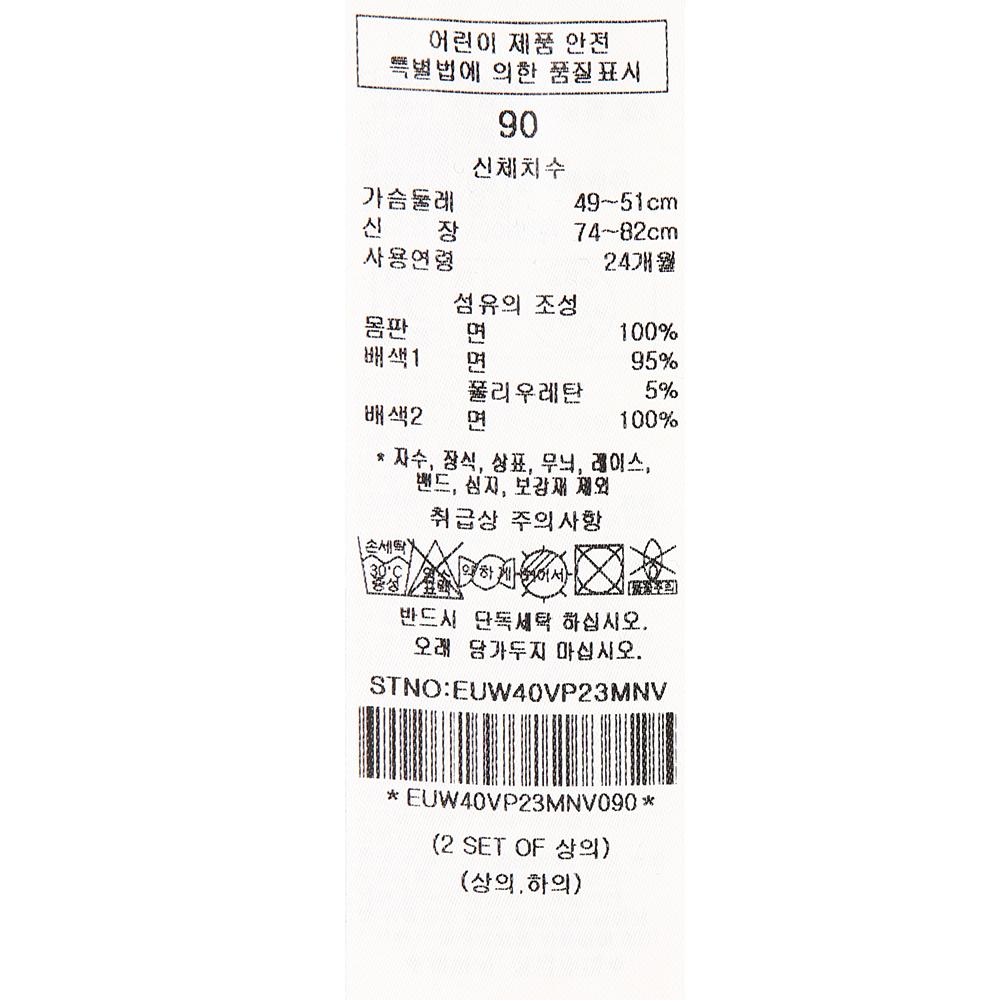 어린이 제품 안전
특별법에 의한 품질표시
90
신체치수
가슴둘레 49~51cm
신 장 74~82cm
사용연령 24개월
섬유의 조성
몸판 면 100%
배색1 면 95%
폴리우레탄 5%
배색2 면 100%
* 자수, 장식, 상표, 무늬, 레이스,
밴드, 심지, 보강재 제외
취급상 주의사항
손세탁 30°C 중성 염소 표백 약하게 뉘어서
반드시 단독세탁 하십시오.
오래 담가두지 마십시오.
STNO:EUW40VP23MNV
*EUW40VP23MNV090*
(2 SET OF 상의)
(상의,하의)